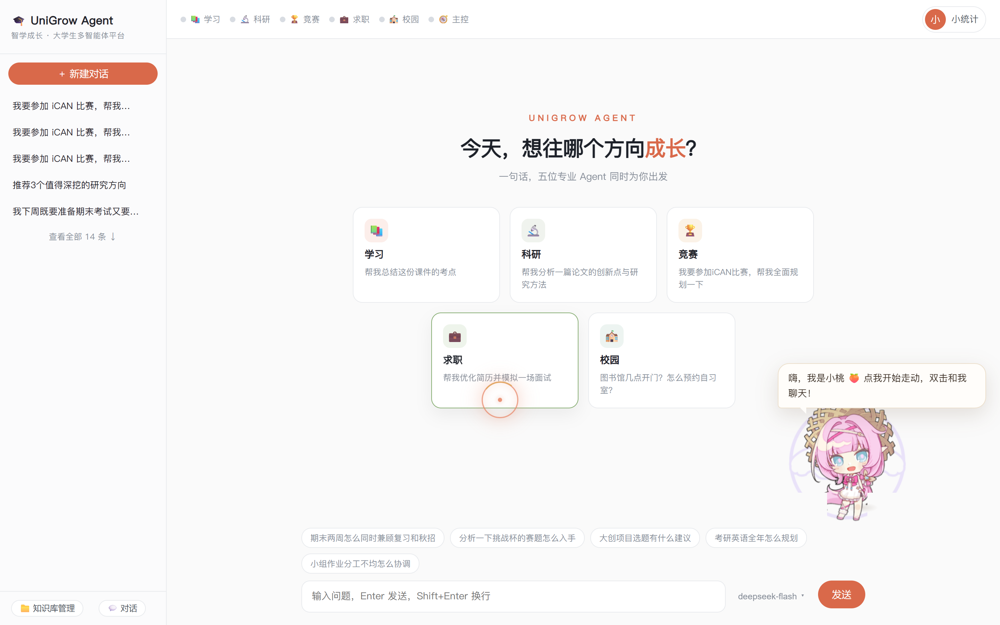 UniGrow Agent
智学成长 · 大学生多智能体平台
+ 新建对话
我要参加 iCAN 比赛，帮我...
我要参加 iCAN 比赛，帮我...
我要参加 iCAN 比赛，帮我...
推荐3个值得深挖的研究方向
我下周既要准备期末考试又要...
查看全部 14 条 ↓
知识库管理
对话
学习
科研
竞赛
求职
校园
主控
小 小统计
UNIGROW AGENT
今天，想往哪个方向成长？
一句话，五位专业 Agent 同时为你出发
学习
帮我总结这份课件的考点
科研
帮我分析一篇论文的创新点与研
究方法
竞赛
我要参加iCAN比赛，帮我全面规
划一下
求职
帮我优化简历并模拟一场面试
校园
图书馆几点开门？怎么预约自习
室？
嗨，我是小桃 🍑 点我开始走动，双击和我
聊天！
期末两周怎么同时兼顾复习和秋招
分析一下挑战杯的赛题怎么入手
大创项目选题有什么建议
考研英语全年怎么规划
小组作业分工不均怎么协调
输入问题，Enter 发送，Shift+Enter 换行
deepseek-flash
发送